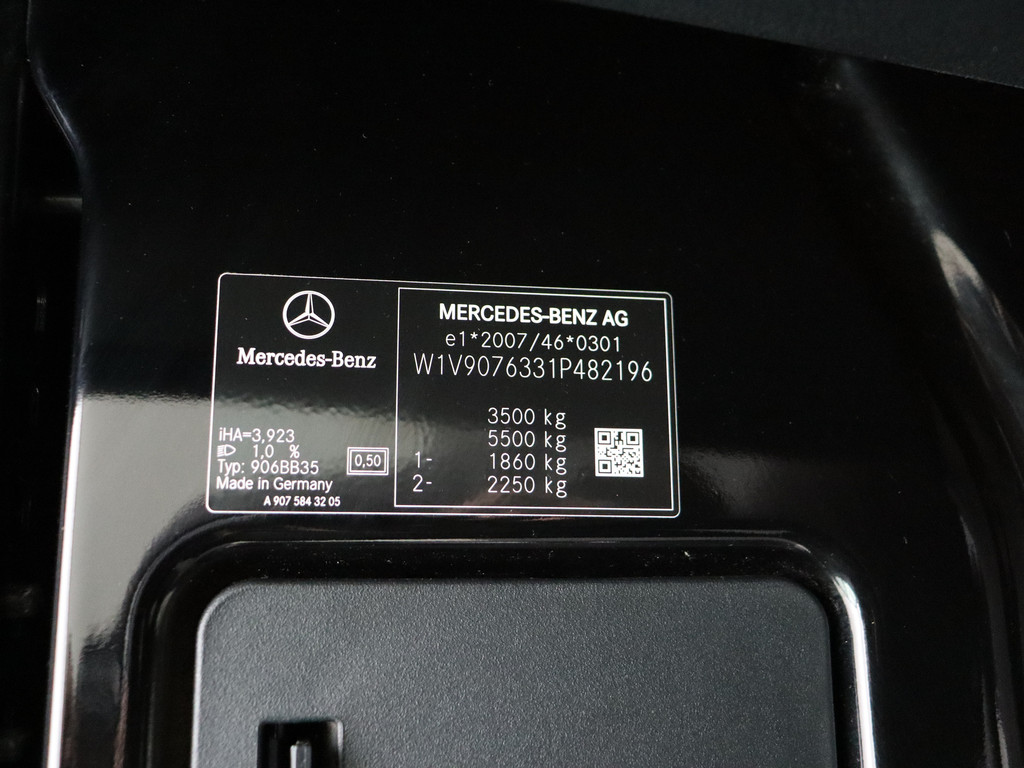 Mercedes-Benz
iHA=3,923
1,0 %
Typ: 906BB35
Made in Germany
A 907 584 32 05
0,50
MERCEDES-BENZ AG
e1*2007/46*0301
W1V9076331P482196
3500 kg
5500 kg
1- 1860 kg
2- 2250 kg